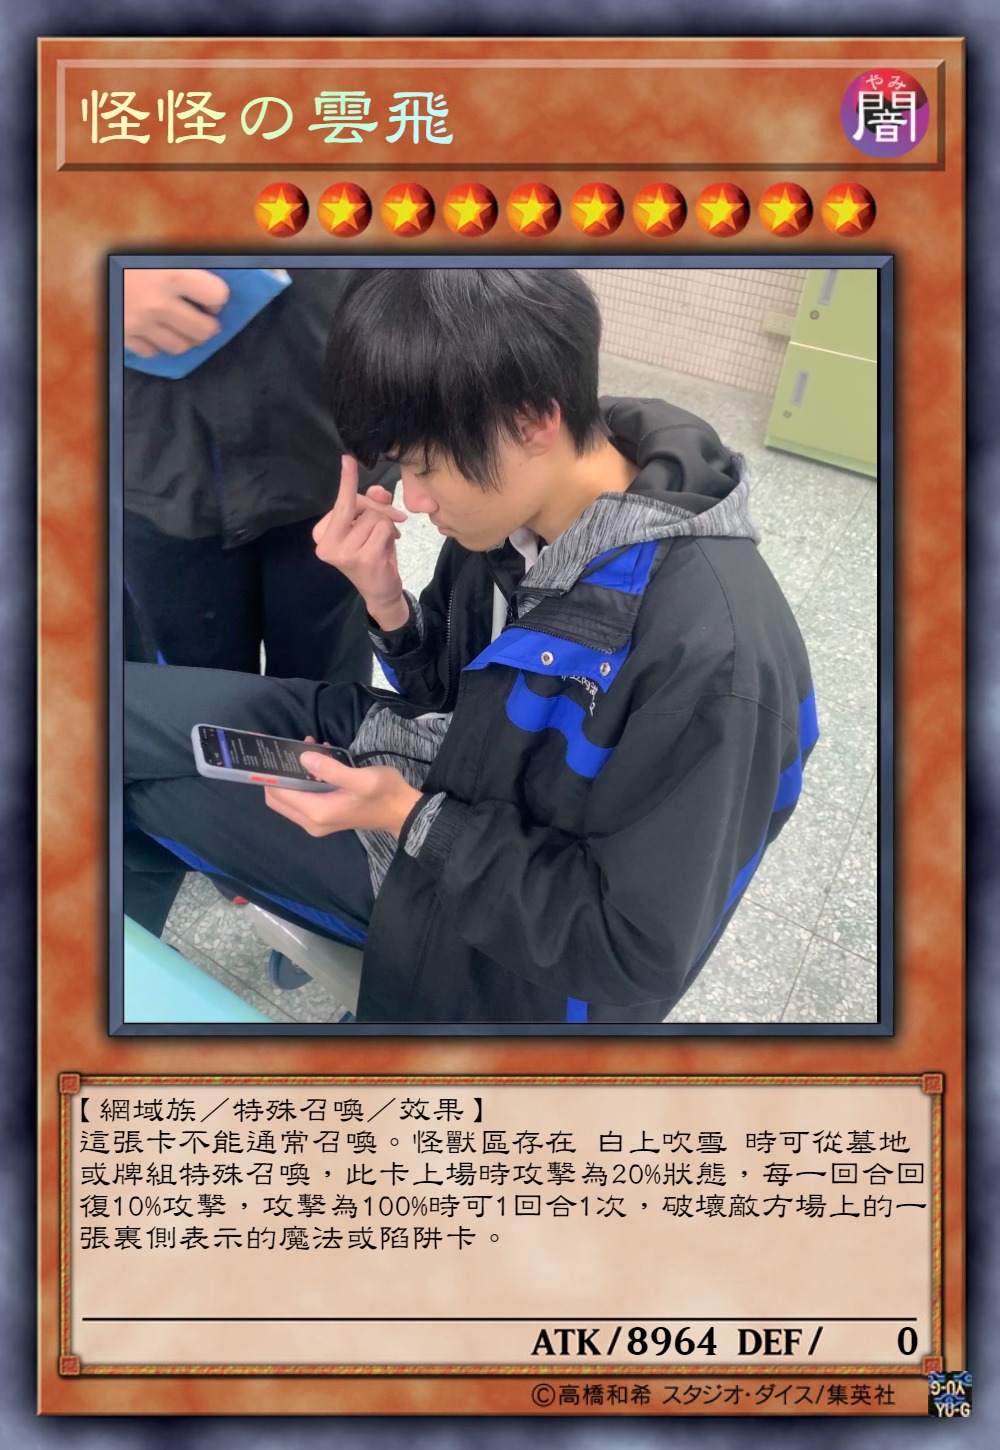 怪怪の雲飛
やみ
闇
【網域族／特殊召喚／效果】
這張卡不能通常召喚。怪獸區存在 白上吹雪 時可從墓地
或牌組特殊召喚，此卡上場時攻擊為20%狀態，每一回合回
復10%攻擊，攻擊為100%時可1回合1次，破壞敵方場上的一
張裏側表示的魔法或陷阱卡。
ATK/8964 DEF/ 0
©高橋和希 スタジオ・ダイス/集英社